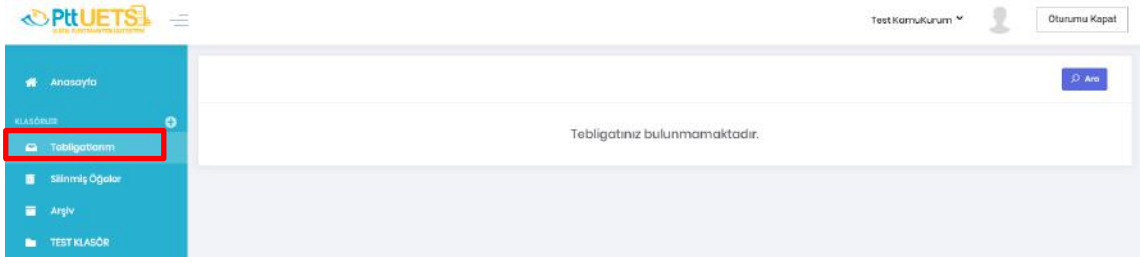 PttUETS
Test KamuKurum
Oturumu Kapat
Anasayfa
Ara
KLASÖRLER
Tebligatınız bulunmamaktadır.
Tebligatlarım
Silinmiş Öğeler
Arşiv
TEST KLASÖR